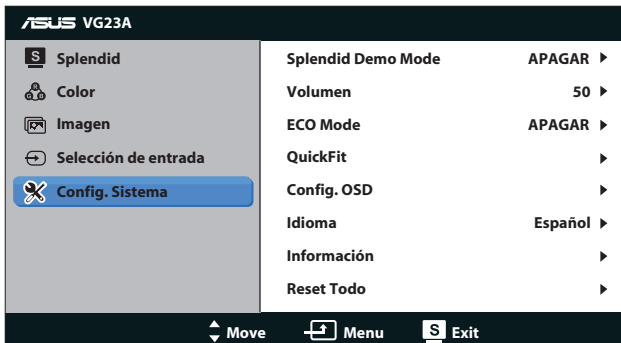 ASUS VG23A
S Splendid
Color
Imagen
Selección de entrada
Config. Sistema
Splendid Demo Mode APAGAR
Volumen 50
ECO Mode APAGAR
QuickFit
Config. OSD
Idioma Español
Información
Reset Todo
Move Menu S Exit